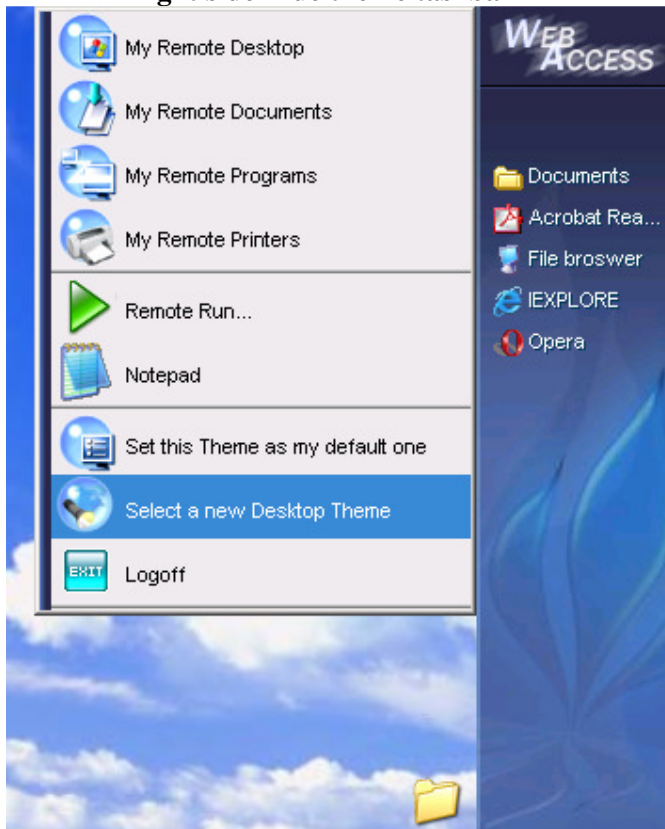 My Remote Desktop
My Remote Documents
My Remote Programs
My Remote Printers
Remote Run...
Notepad
Set this Theme as my default one
Select a new Desktop Theme
EXIT
Logoff
WEB
ACCESS
Documents
Acrobat Rea...
File broswer
IEXPLORE
Opera